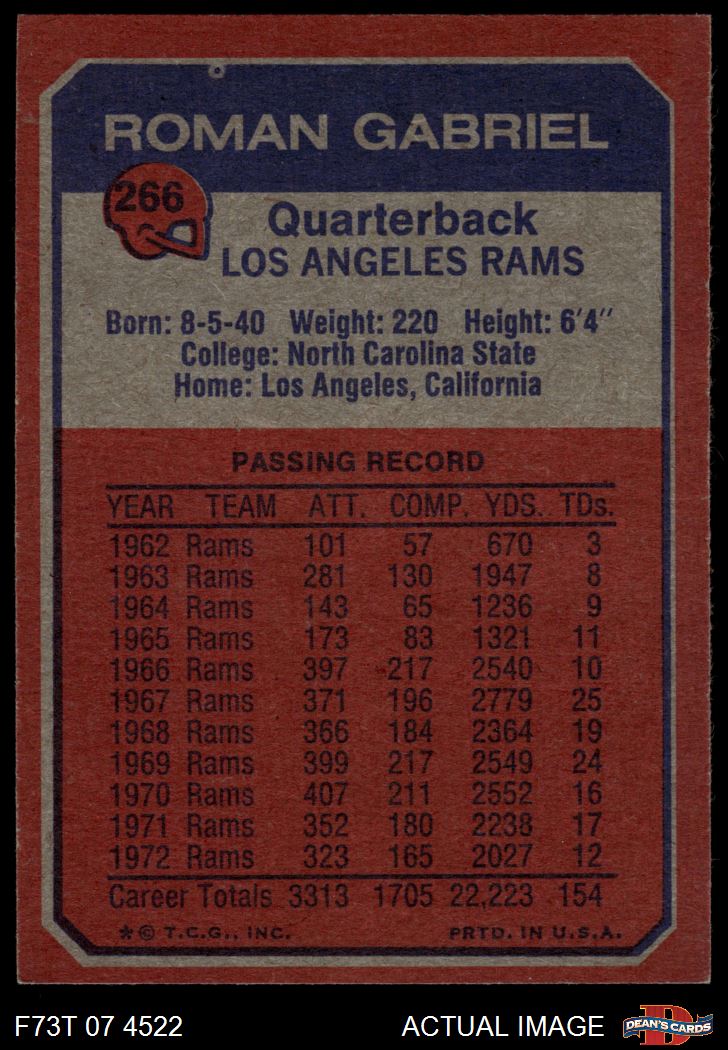 ROMAN GABRIEL
266
Quarterback
LOS ANGELES RAMS
Born: 8-5-40 Weight: 220 Height: 6'4"
College: North Carolina State
Home: Los Angeles, California
PASSING RECORD
YEAR TEAM ATT. COMP. YDS. TDs.
1962 Rams 101 57 670 3
1963 Rams 281 130 1947 8
1964 Rams 143 65 1236 9
1965 Rams 173 83 1321 11
1966 Rams 397 217 2540 10
1967 Rams 371 196 2779 25
1968 Rams 366 184 2364 19
1969 Rams 399 217 2549 24
1970 Rams 407 211 2552 16
1971 Rams 352 180 2238 17
1972 Rams 323 165 2027 12
Career Totals 3313 1705 22,223 154
*© T.C.G., INC. PRTD. IN U.S.A.
F73T 07 4522 ACTUAL IMAGE
D
DEAN'S CARDS